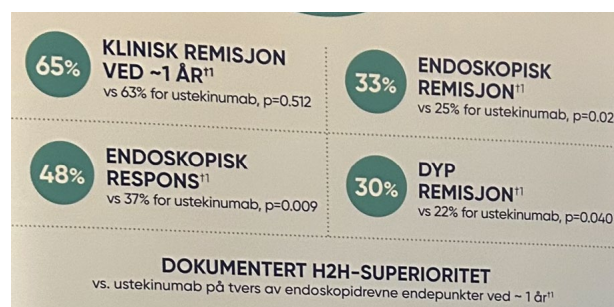 65%
KLINISK REMISJON
VED ~1 ÅR†1
vs 63% for ustekinumab, p=0.512
33%
ENDOSKOPISK
REMISJON†1
vs 25% for ustekinumab, p=0.02
48%
ENDOSKOPISK
RESPONS†1
vs 37% for ustekinumab, p=0.009
30%
DYP
REMISJON†1
vs 22% for ustekinumab, p=0.040
DOKUMENTERT H2H-SUPERIORITET
vs. ustekinumab på tvers av endoskopidrevne endepunkter ved ~ 1 år†1